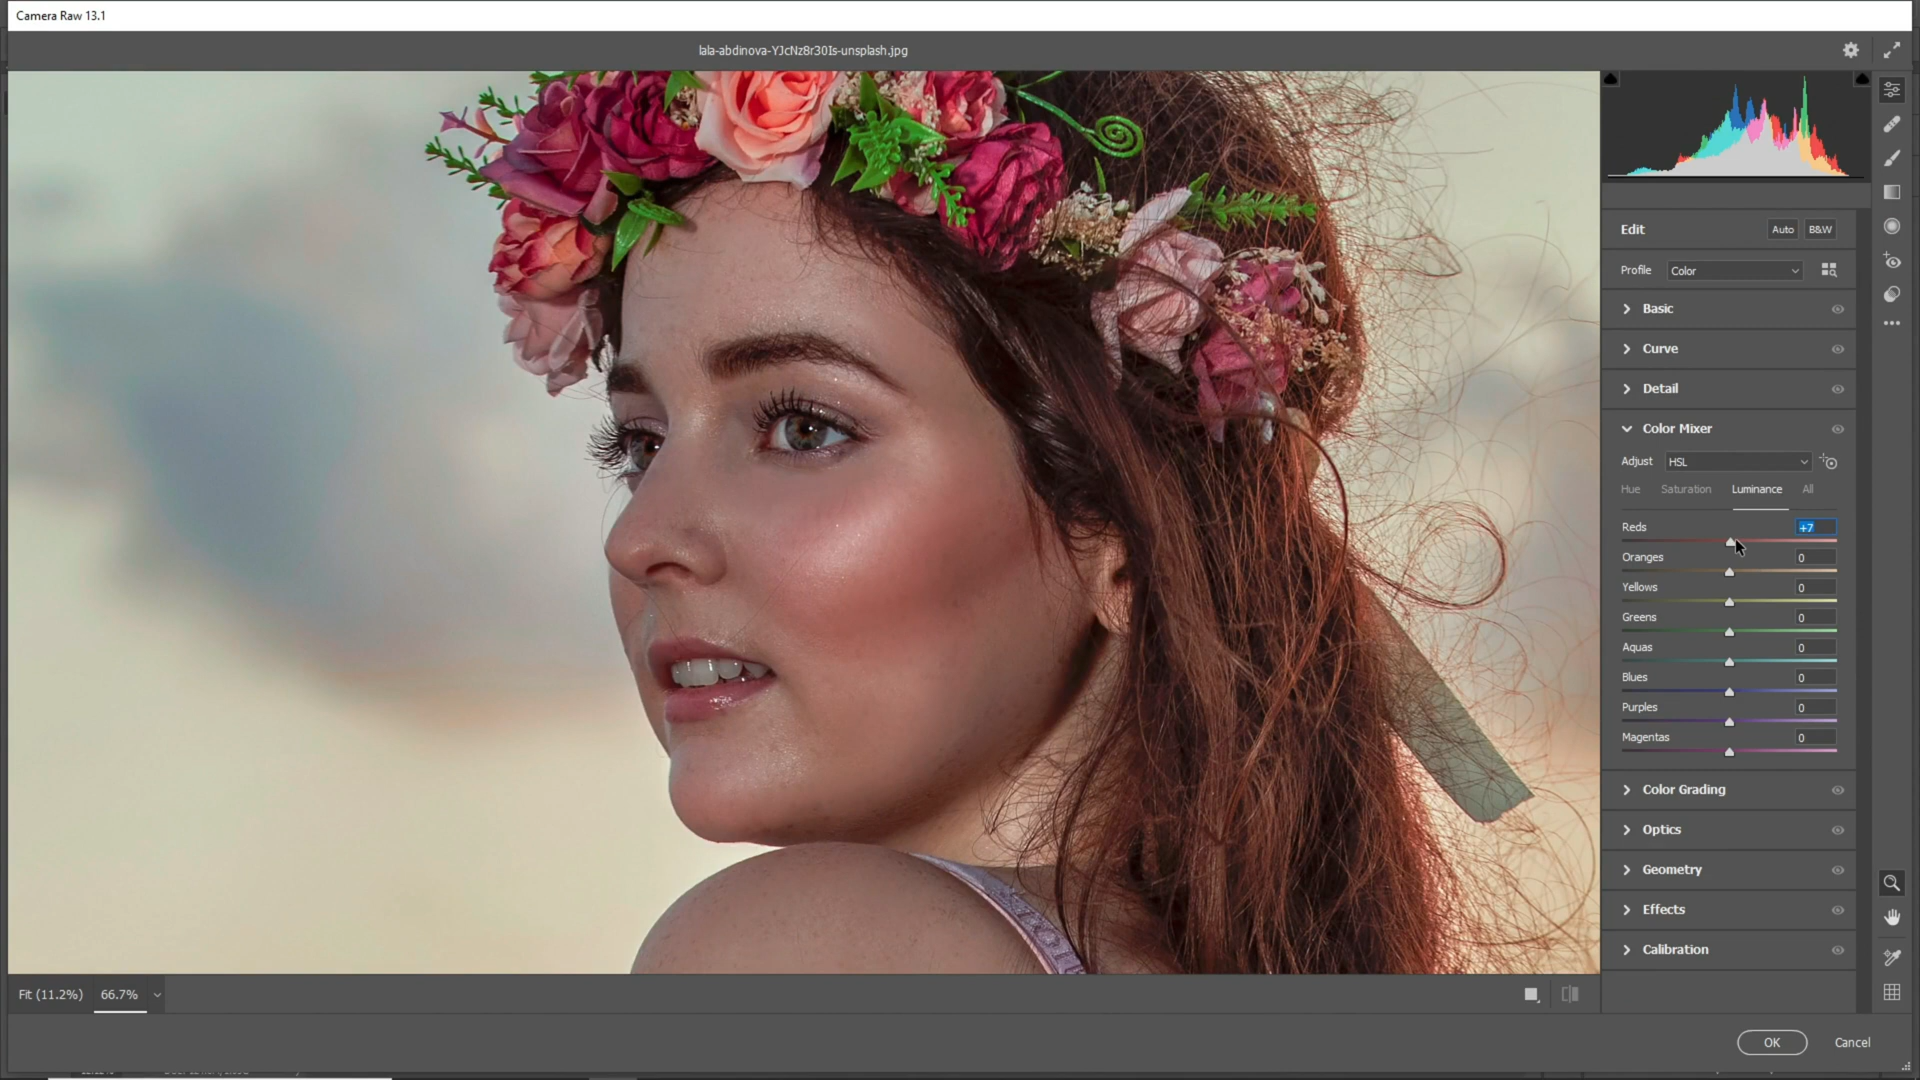 Camera Raw 13.1
lala-abdinova-YJcNz8r30Is-unsplash.jpg
Edit
Auto
B&W
Profile
Color
Basic
Curve
Detail
Color Mixer
Adjust
HSL
Hue
Saturation
Luminance
All
Reds
+7
Oranges
0
Yellows
0
Greens
0
Aquas
0
Blues
0
Purples
0
Magentas
0
Color Grading
Optics
Geometry
Effects
Calibration
Fit (11.2%)
66.7%
OK
Cancel